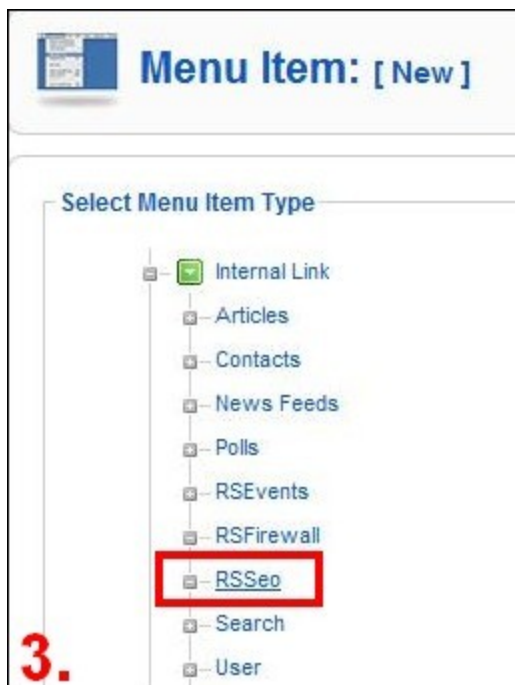 Menu Item: [ New ]
Select Menu Item Type
Internal Link
Articles
Contacts
News Feeds
Polls
RSEvents
RSFirewall
RSSeo
Search
3.
User